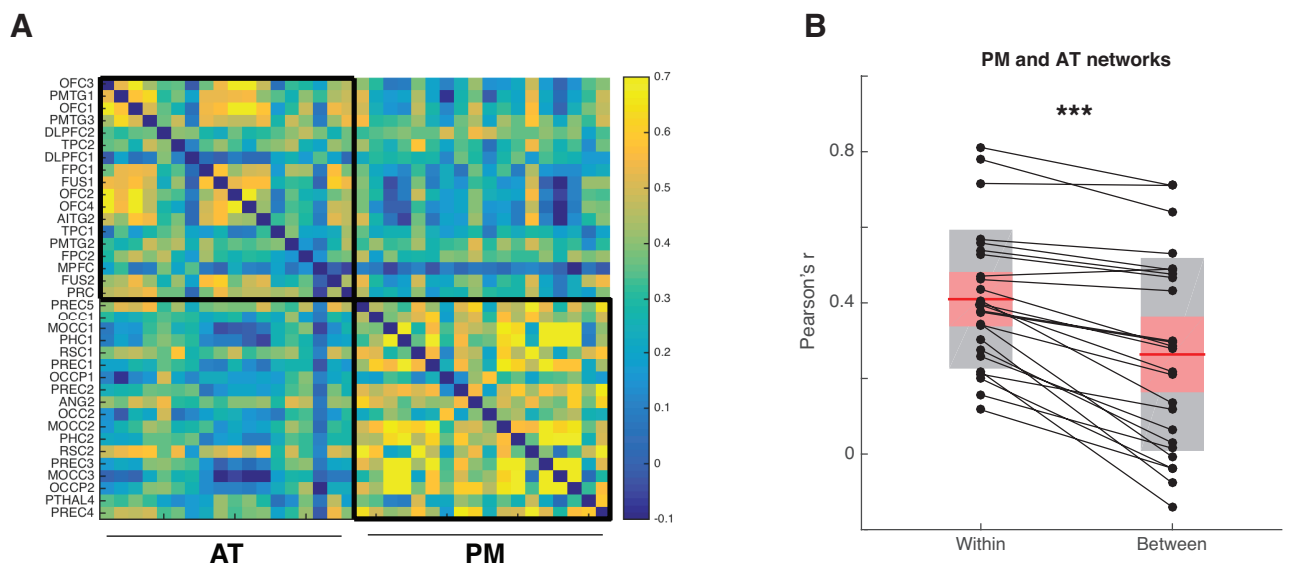 A
OFC3
PMTG1
OFC1
PMTG3
DLPFC2
TPC2
DLPFC1
FPC1
FUS1
OFC2
OFC4
AITG2
TPC1
PMTG2
FPC2
MPFC
FUS2
PRC
PREC5
OCC1
MOCC1
PHC1
RSC1
PREC1
OCCP1
PREC2
ANG2
OCC2
MOCC2
PHC2
RSC2
PREC3
MOCC3
OCCP2
PTHAL4
PREC4
AT
PM
0.7
0.6
0.5
0.4
0.3
0.2
0.1
0
-0.1
B
PM and AT networks
***
Pearson's r
0.8
0.4
0
Within
Between